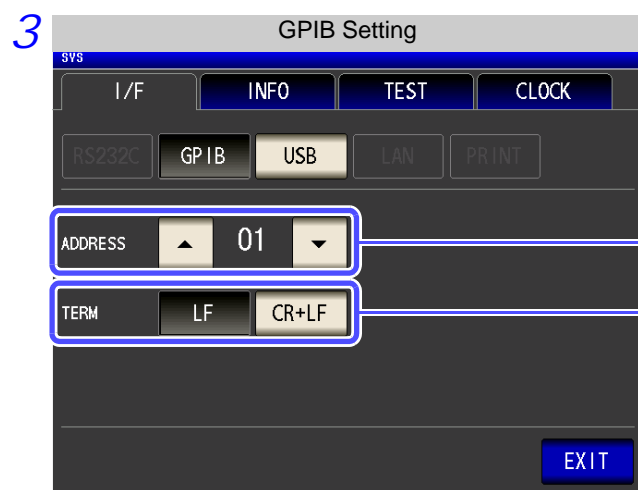 3
GPIB Setting
SYS
I/F INFO TEST CLOCK
RS232C GPIB USB LAN PRINT
ADDRESS 01
TERM LF CR+LF
EXIT